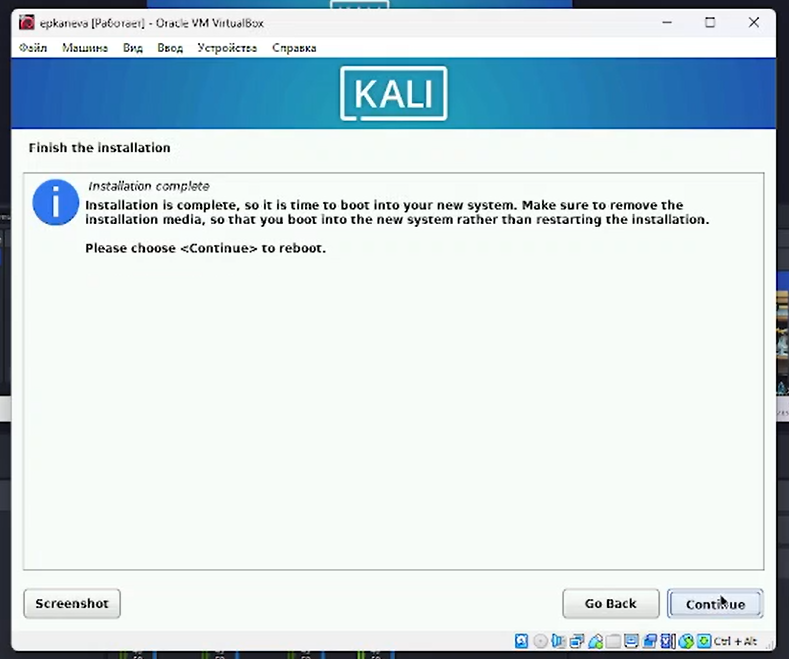 epkaneva [Работает] - Oracle VM VirtualBox
Файл Машина Вид Ввод Устройства Справка
KALI
Finish the installation
Installation complete
Installation is complete, so it is time to boot into your new system. Make sure to remove the
installation media, so that you boot into the new system rather than restarting the installation.
Please choose <Continue> to reboot.
Screenshot Go Back Continue
Ctrl + Alt